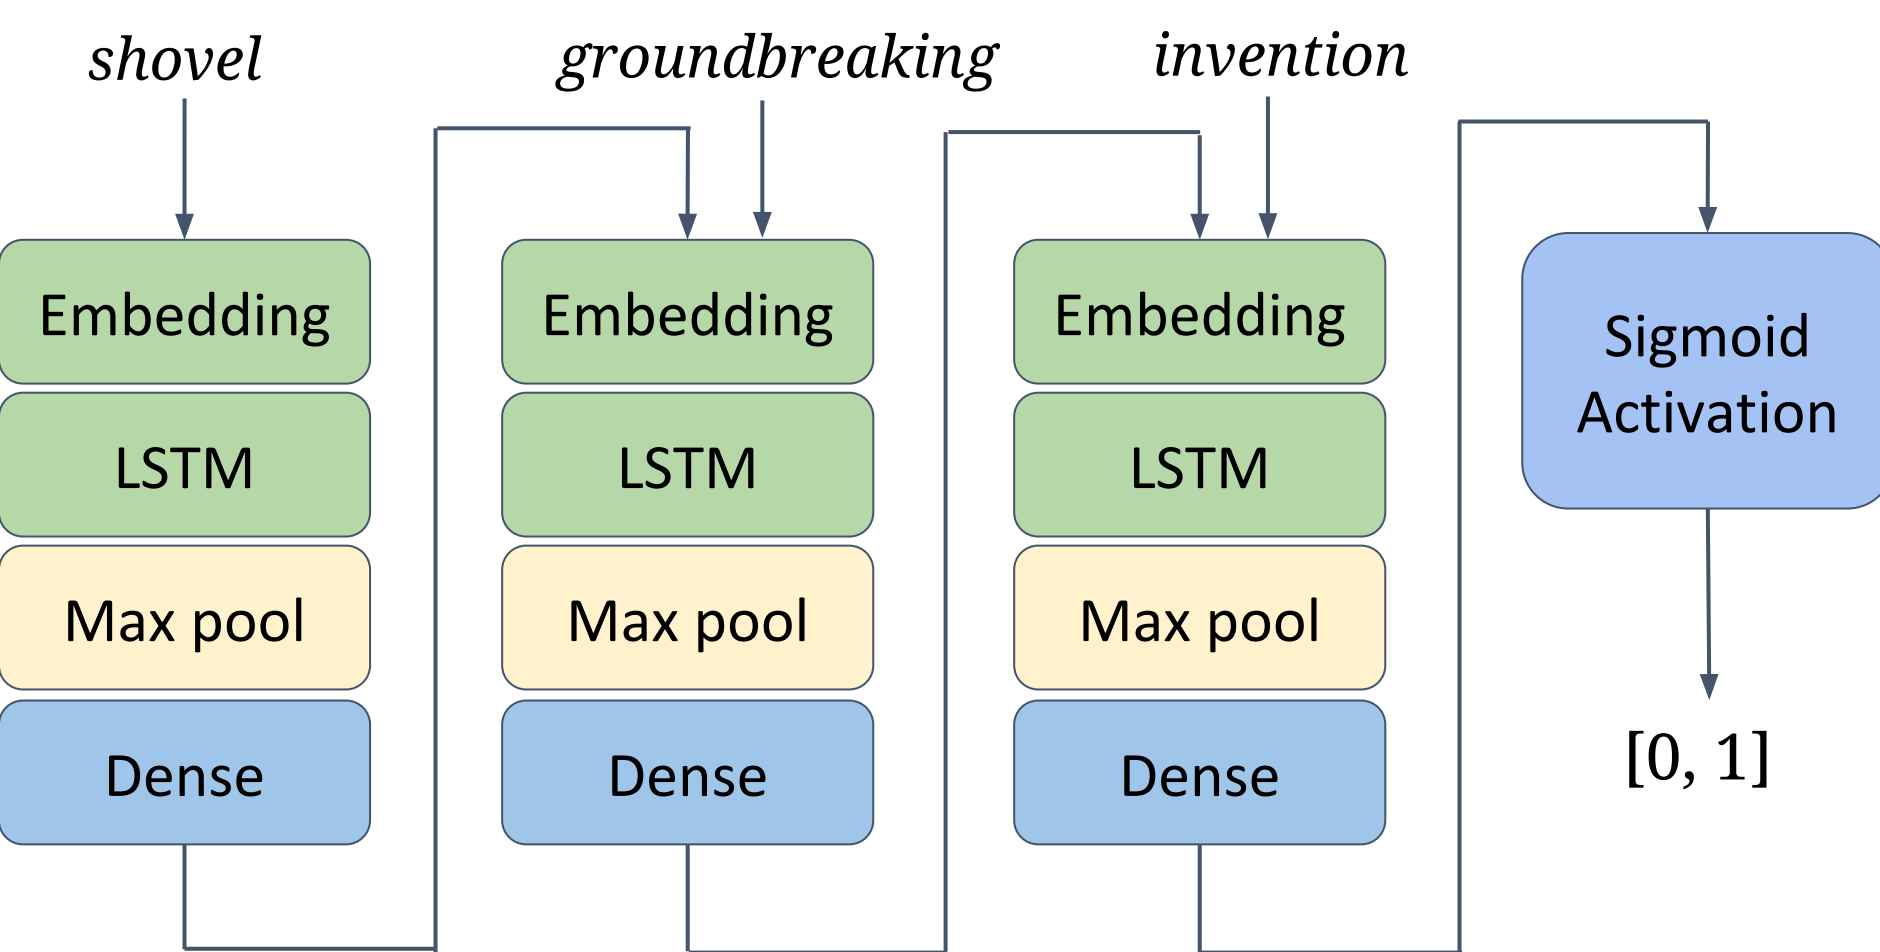 shovel
groundbreaking
invention
Embedding
LSTM
Max pool
Dense
Embedding
LSTM
Max pool
Dense
Embedding
LSTM
Max pool
Dense
Sigmoid
Activation
[0, 1]